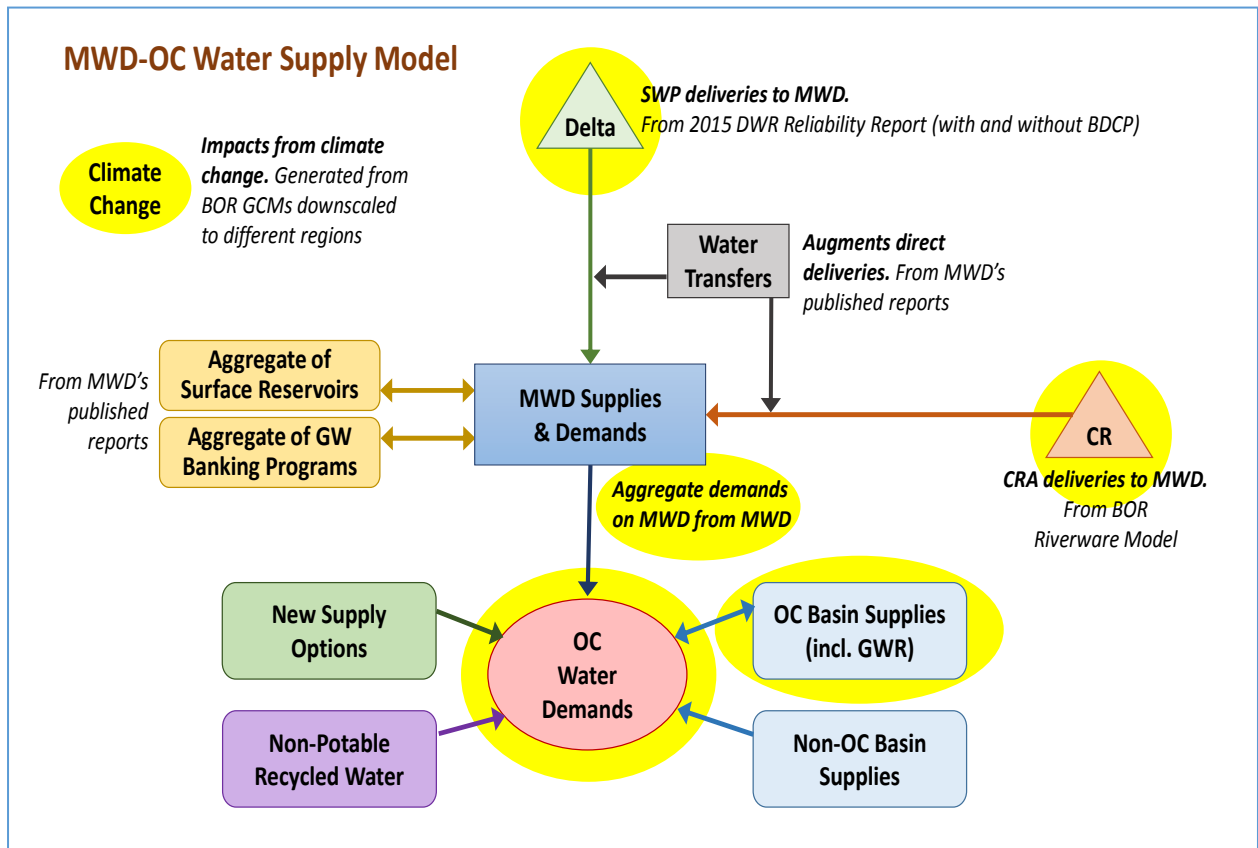 MWD-OC Water Supply Model
Climate
Change
Impacts from climate
change. Generated from
BOR GCMs downscaled
to different regions
Delta
SWP deliveries to MWD.
From 2015 DWR Reliability Report (with and without BDCP)
Water
Transfers
Augments direct
deliveries. From MWD's
published reports
From MWD's
published
reports
Aggregate of
Surface Reservoirs
Aggregate of GW
Banking Programs
MWD Supplies
& Demands
CR
CRA deliveries to MWD.
From BOR
Riverware Model
Aggregate demands
on MWD from MWD
New Supply
Options
OC
Water
Demands
OC Basin Supplies
(incl. GWR)
Non-Potable
Recycled Water
Non-OC Basin
Supplies